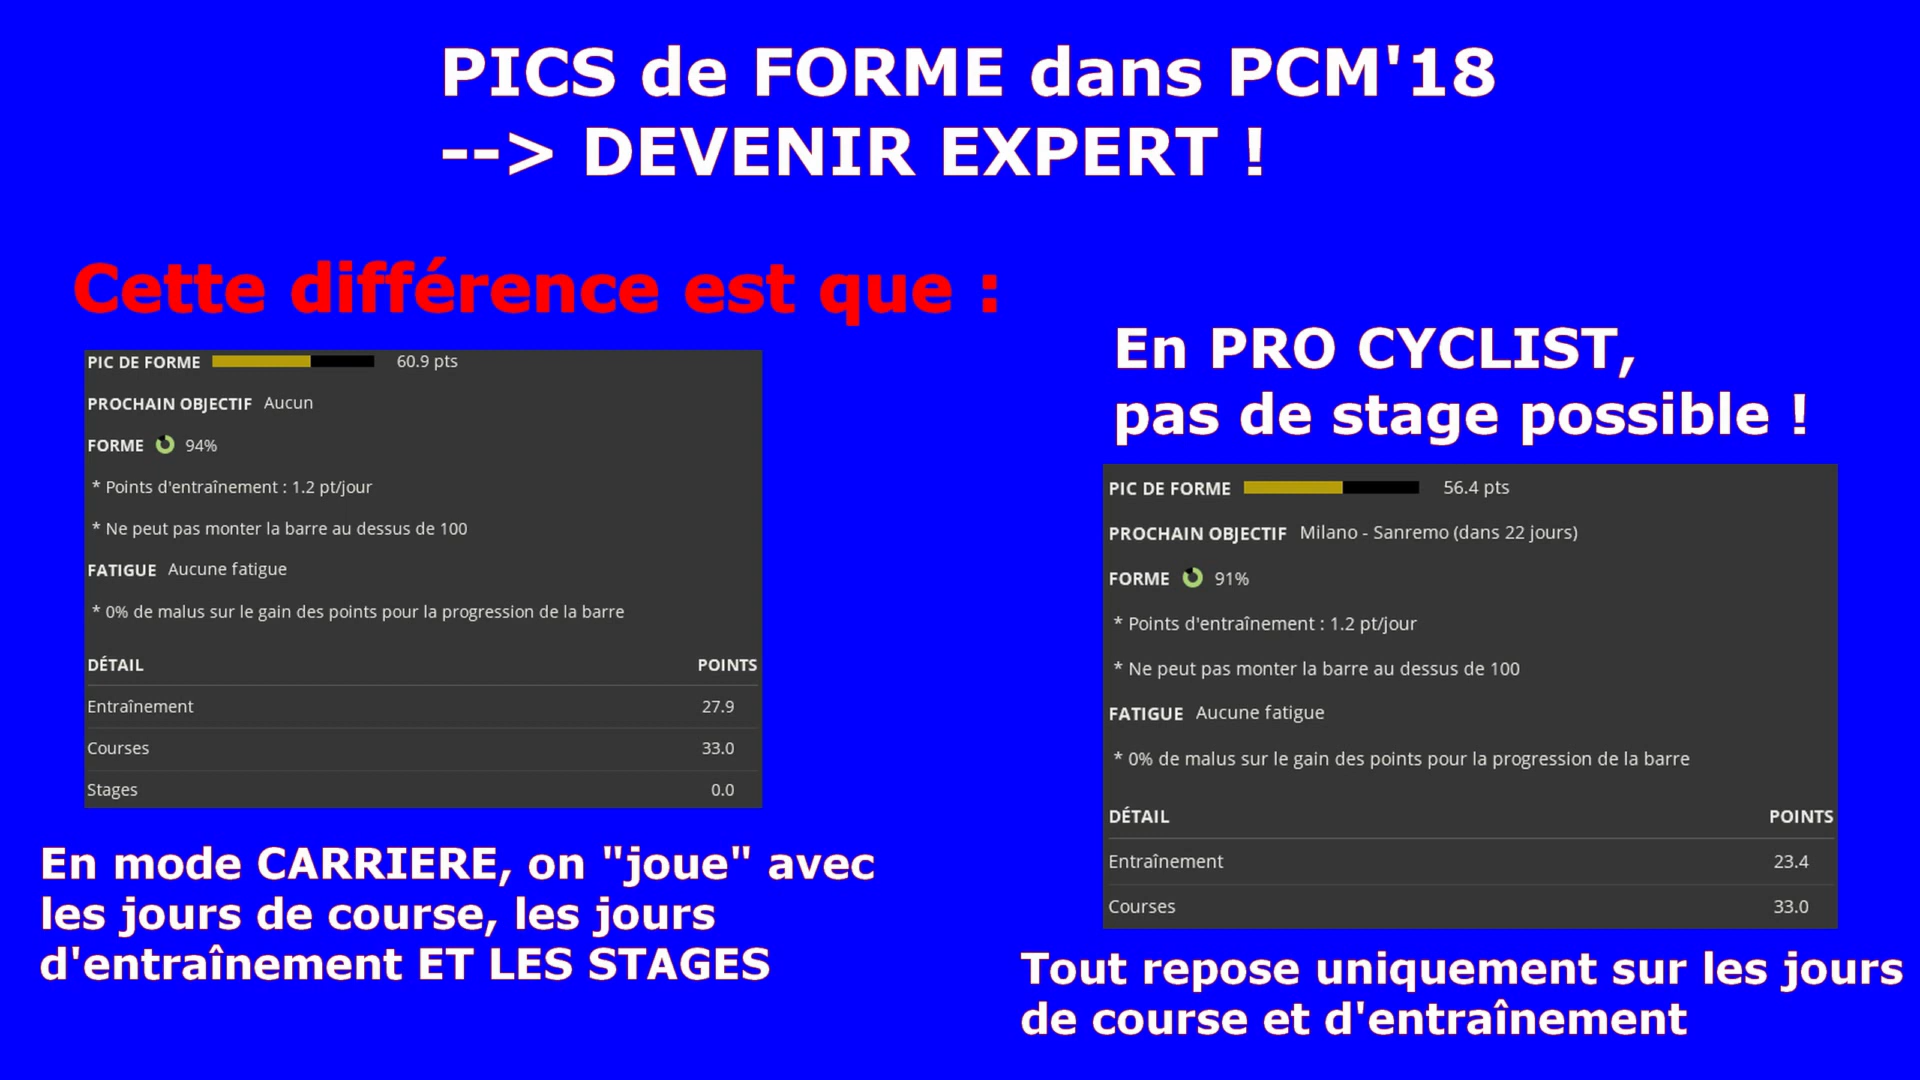 PICS de FORME dans PCM'18
--> DEVENIR EXPERT !
Cette différence est que :
PIC DE FORME 60.9 pts
PROCHAIN OBJECTIF Aucun
FORME 94%
* Points d'entraînement : 1.2 pt/jour
* Ne peut pas monter la barre au dessus de 100
FATIGUE Aucune fatigue
* 0% de malus sur le gain des points pour la progression de la barre
DÉTAIL POINTS
Entraînement 27.9
Courses 33.0
Stages 0.0
En mode CARRIERE, on "joue" avec
les jours de course, les jours
d'entraînement ET LES STAGES
En PRO CYCLIST,
pas de stage possible !
PIC DE FORME 56.4 pts
PROCHAIN OBJECTIF Milano - Sanremo (dans 22 jours)
FORME 91%
* Points d'entraînement : 1.2 pt/jour
* Ne peut pas monter la barre au dessus de 100
FATIGUE Aucune fatigue
* 0% de malus sur le gain des points pour la progression de la barre
DÉTAIL POINTS
Entraînement 23.4
Courses 33.0
Tout repose uniquement sur les jours
de course et d'entraînement